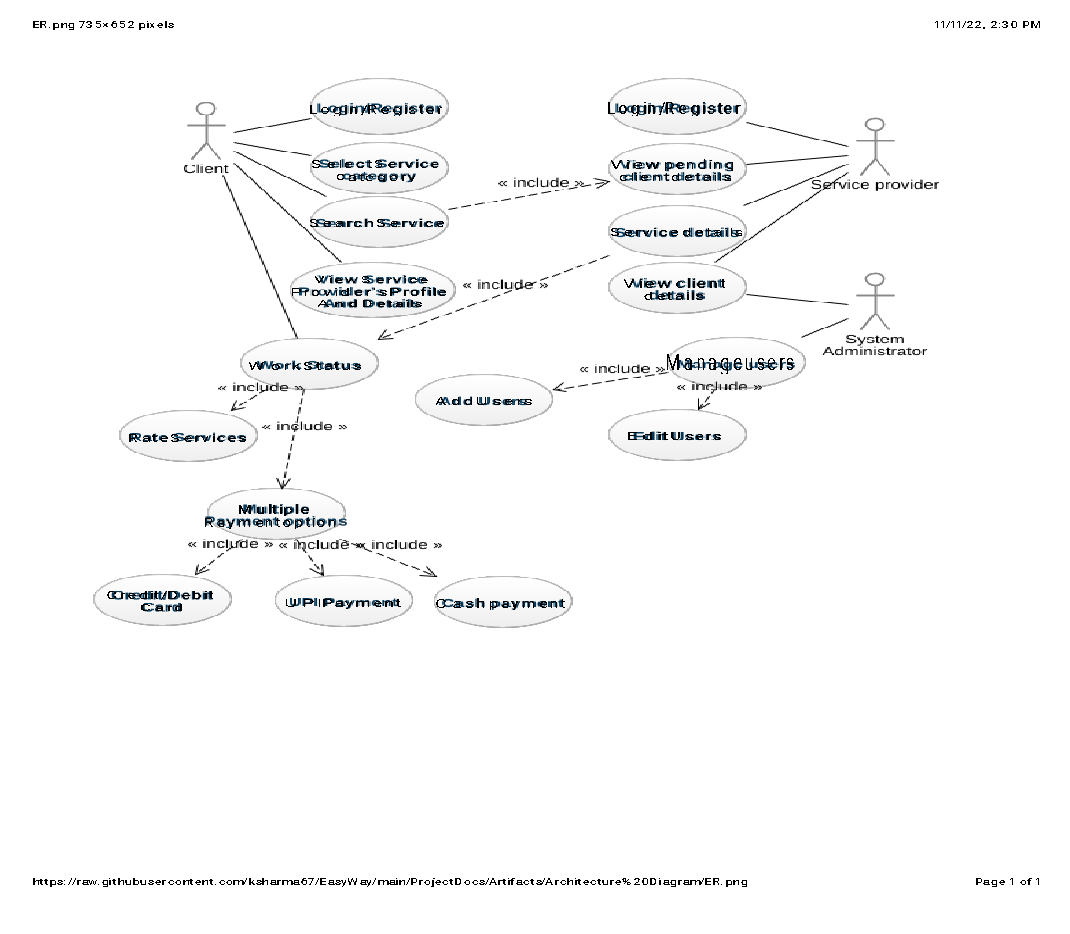 ER.png 735×652 pixels
11/11/22, 2:30 PM
Login/Register
Login/Register
Client
Select Service
category
« include »
View pending
client details
Service provider
Search Service
Service details
View Service
Provider's Profile
And Details
« include »
View client
details
System
Administrator
Work Status
« include »
Manage users
« include »
« include »
Add Users
Rate Services
« include »
Edit Users
Multiple
Payment options
« include »
« include »
« include »
Credit/Debit
Card
UPI Payment
Cash payment
https://raw.githubusercontent.com/ksharma67/EasyWay/main/ProjectDocs/Artifacts/Architecture%20Diagram/ER.png
Page 1 of 1